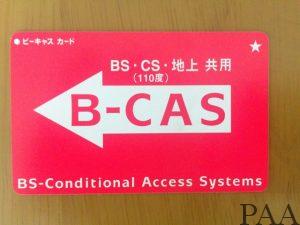 ●ビーキャス カード
★
BS・CS・地上 共用
(110度)
B-CAS
BS-Conditional Access Systems
PAA